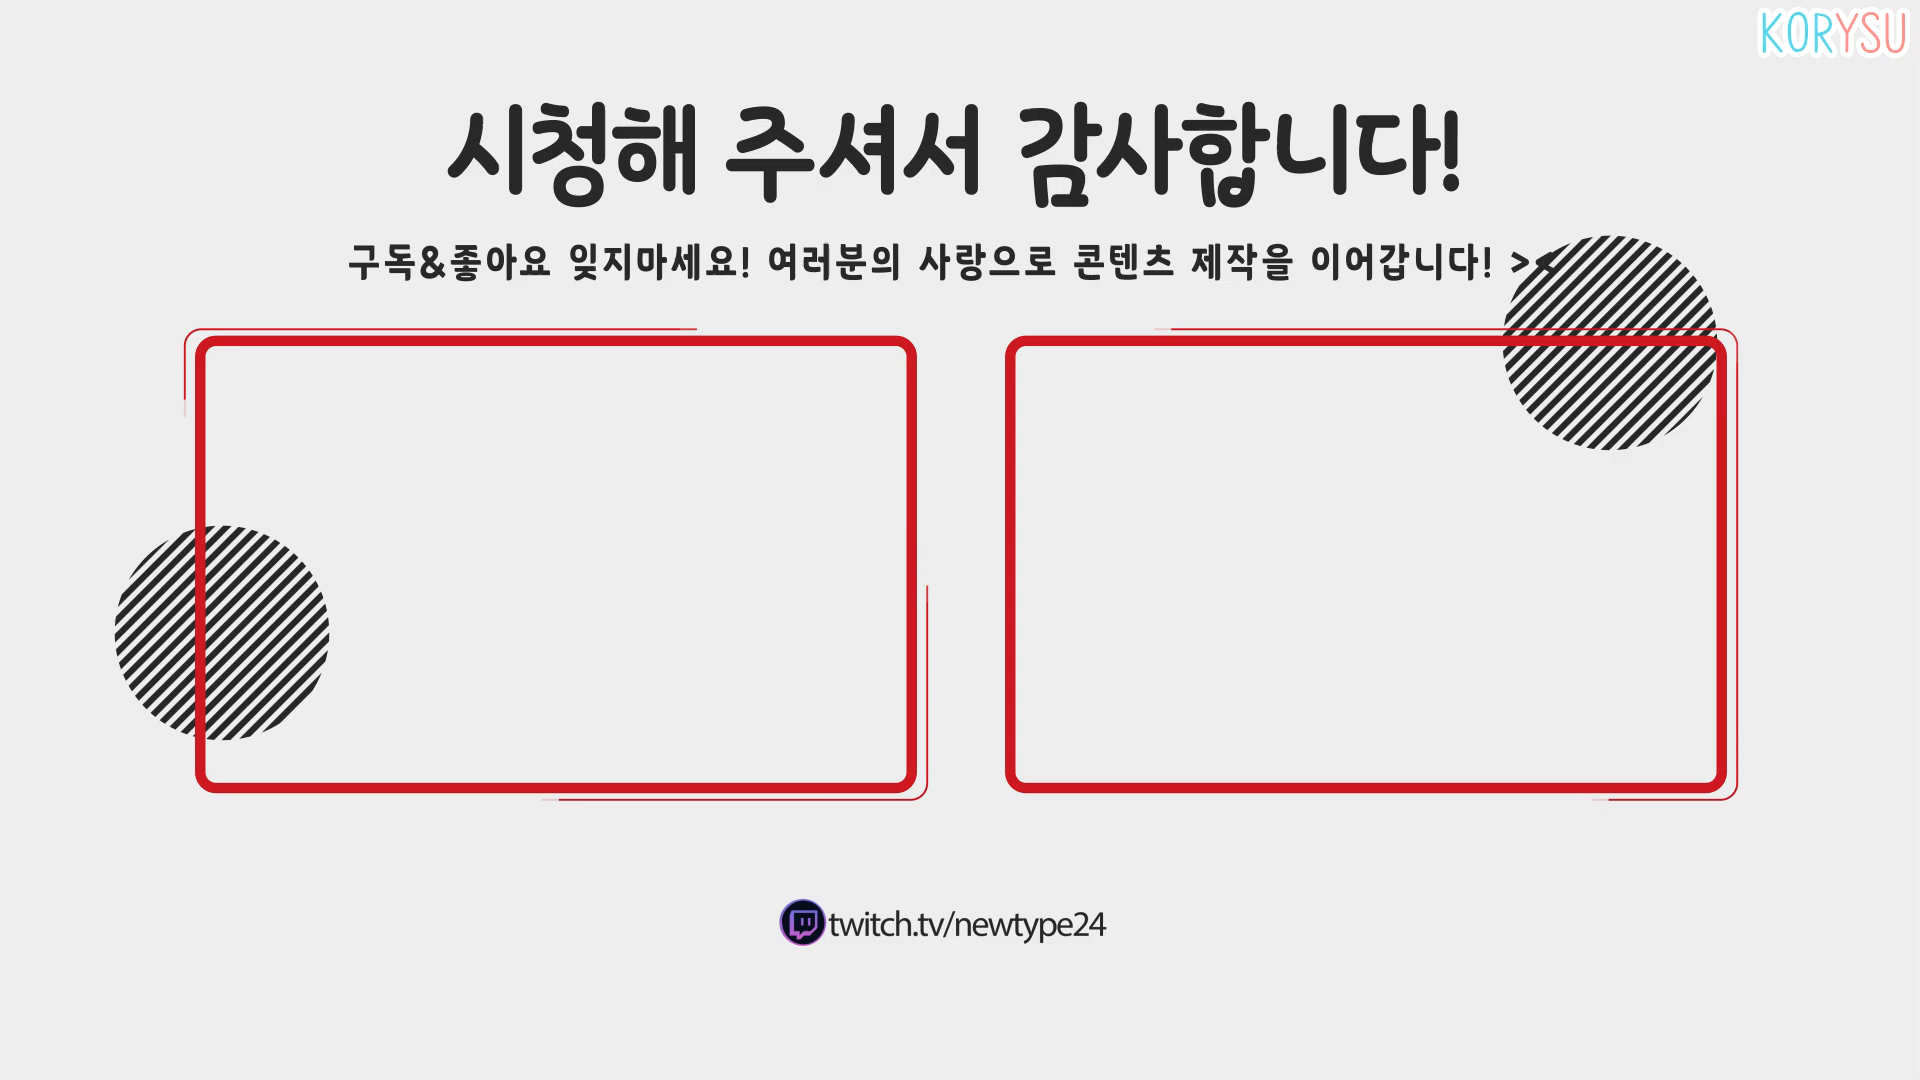 KORYSU
시청해 주셔서 감사합니다!
구독&좋아요 잊지마세요! 여러분의 사랑으로 콘텐츠 제작을 이어갑니다! ><
twitch.tv/newtype24